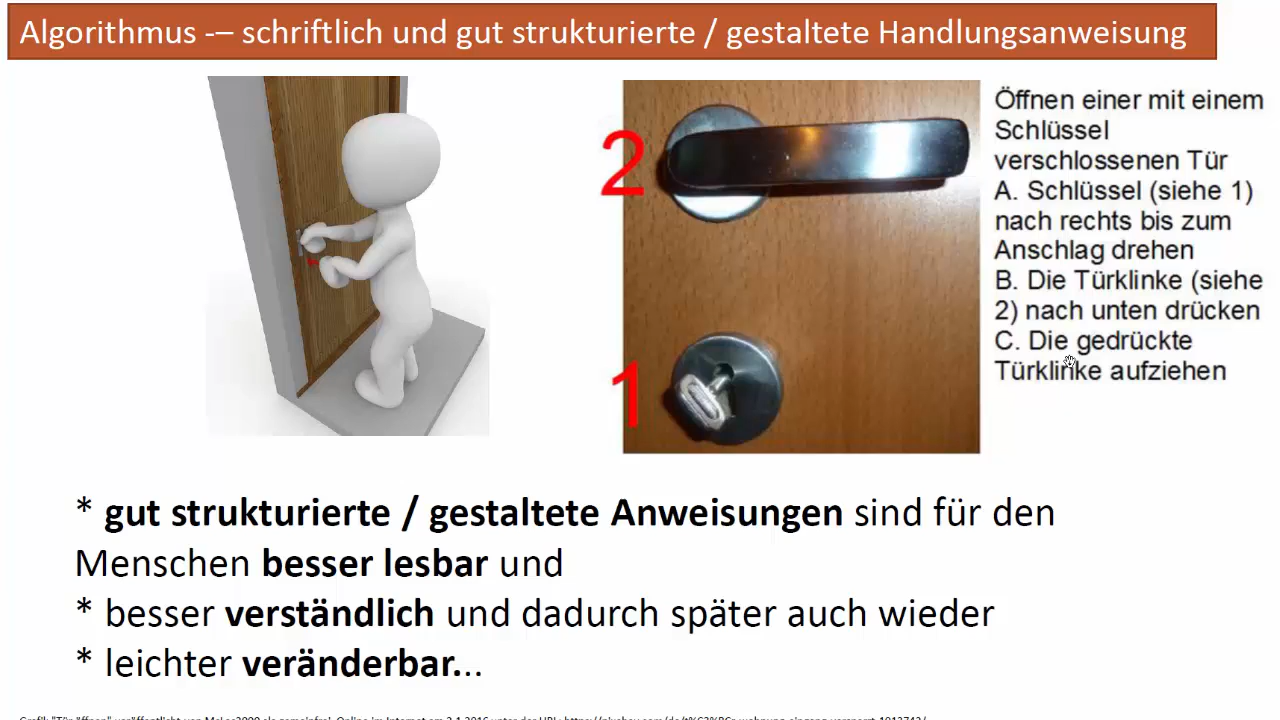 Algorithmus -– schriftlich und gut strukturierte / gestaltete Handlungsanweisung
2
1
Öffnen einer mit einem
Schlüssel
verschlossenen Tür
A. Schlüssel (siehe 1)
nach rechts bis zum
Anschlag drehen
B. Die Türklinke (siehe
2) nach unten drücken
C. Die gedrückte
Türklinke aufziehen
* gut strukturierte / gestaltete Anweisungen sind für den
Menschen besser lesbar und
* besser verständlich und dadurch später auch wieder
* leichter veränderbar...